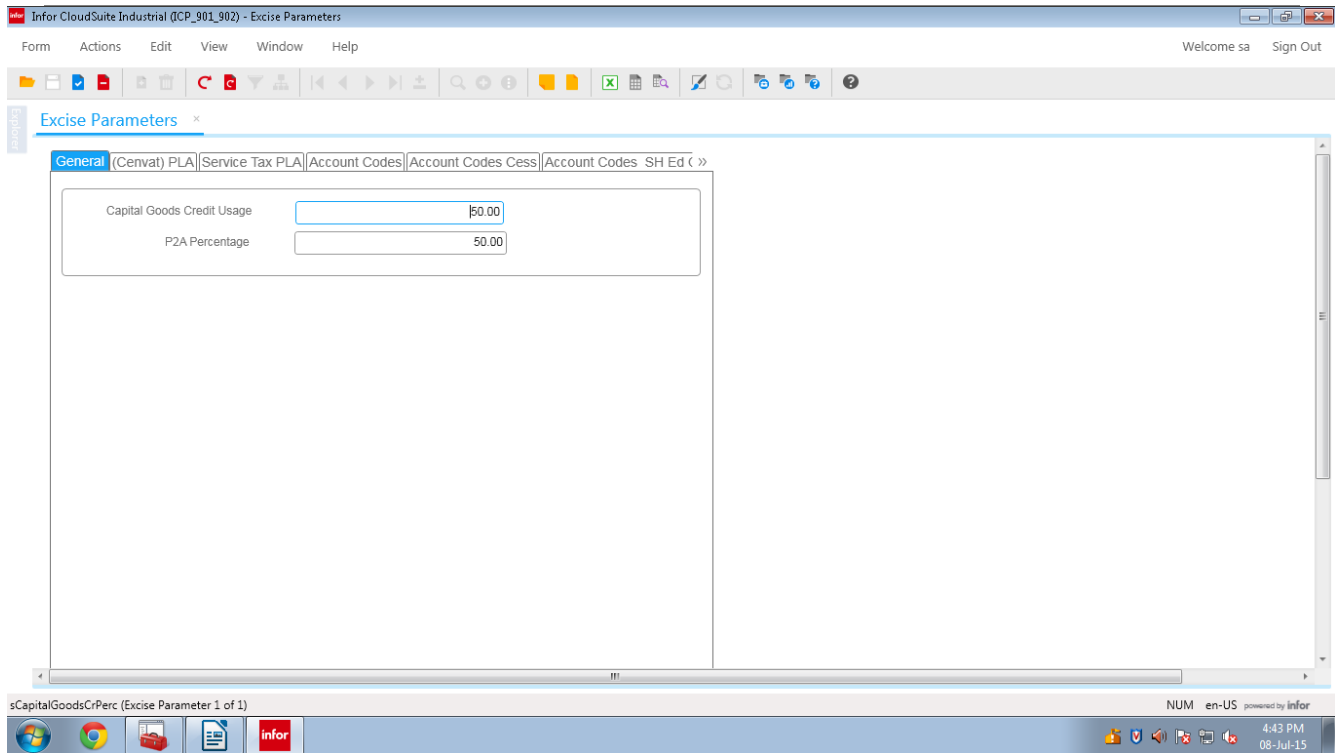 infor Infor CloudSuite Industrial (ICP_901_902) - Excise Parameters
Form Actions Edit View Window Help Welcome sa Sign Out
Explorer
Excise Parameters ×
General (Cenvat) PLA Service Tax PLA Account Codes Account Codes Cess Account Codes SH Ed »
Capital Goods Credit Usage 50.00
P2A Percentage 50.00
sCapitalGoodsCrPerc (Excise Parameter 1 of 1) NUM en-US powered by infor
infor 4:43 PM
08-Jul-15